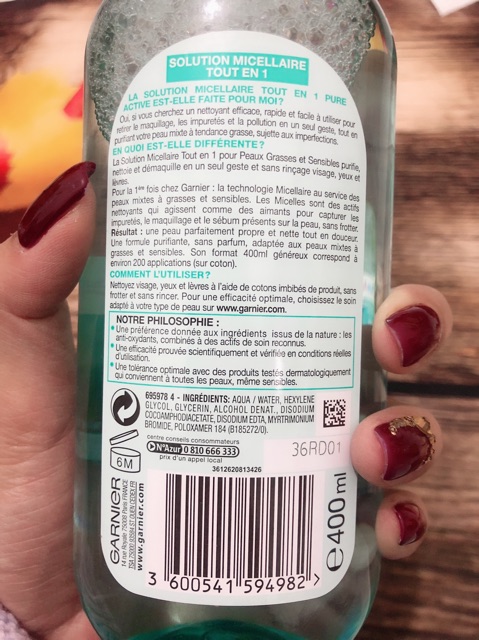 SOLUTION MICELLAIRE
TOUT EN 1
LA SOLUTION MICELLAIRE TOUT EN 1 PURE
ACTIVE EST-ELLE FAITE POUR MOI?
Oui, si vous cherchez un nettoyant efficace, rapide et facile à utiliser pour
retirer le maquillage, les impuretés et la pollution en un seul geste, tout en
purifiant votre peau mixte à tendance grasse, sujette aux imperfections.
EN QUOI EST-ELLE DIFFÉRENTE?
La Solution Micellaire Tout en 1 pour Peaux Grasses et Sensibles purifie,
nettoie et démaquille en un seul geste et sans rinçage visage, yeux et
lèvres.
Pour la 1ère fois chez Garnier : la technologie Micellaire au service des
peaux mixtes à grasses et sensibles. Les Micelles sont des actifs
nettoyants qui agissent comme des aimants pour capturer les
impuretés, le maquillage et le sébum présents sur la peau, sans frotter.
Résultat : une peau parfaitement propre et nette tout en douceur.
Une formule purifiante, sans parfum, adaptée aux peaux mixtes à
grasses et sensibles. Son format 400ml généreux correspond à
environ 200 applications (sur coton).
COMMENT L'UTILISER?
Nettoyez visage, yeux et lèvres à l'aide de cotons imbibés de produit, sans
frotter et sans rincer. Pour une efficacité optimale, choisissez le soin
adapté à votre type de peau sur www.garnier.com.
NOTRE PHILOSOPHIE :
• Une préférence donnée aux ingrédients issus de la nature : les
anti-oxydants, combinés à des actifs de soin reconnus.
• Une efficacité prouvée scientifiquement et vérifiée en conditions réelles
d'utilisation.
• Une tolérance optimale avec des produits testés dermatologiquement
qui conviennent à toutes les peaux, même sensibles.
695978 4 - INGRÉDIENTS: AQUA / WATER, HEXYLENE
GLYCOL, GLYCERIN, ALCOHOL DENAT., DISODIUM
COCOAMPHODIACETATE, DISODIUM EDTA, MYRTRIMONIUM
BROMIDE, POLOXAMER 184 (B185272/0).
centre conseils consommateurs
N°Azur 0 810 666 333
prix d'un appel local
36RD01
3612620813426
6M
GARNIER
14 rue Royale 75008 Paris FRANCE
www.garnier.com
e 400 ml
3 600541 594982 >